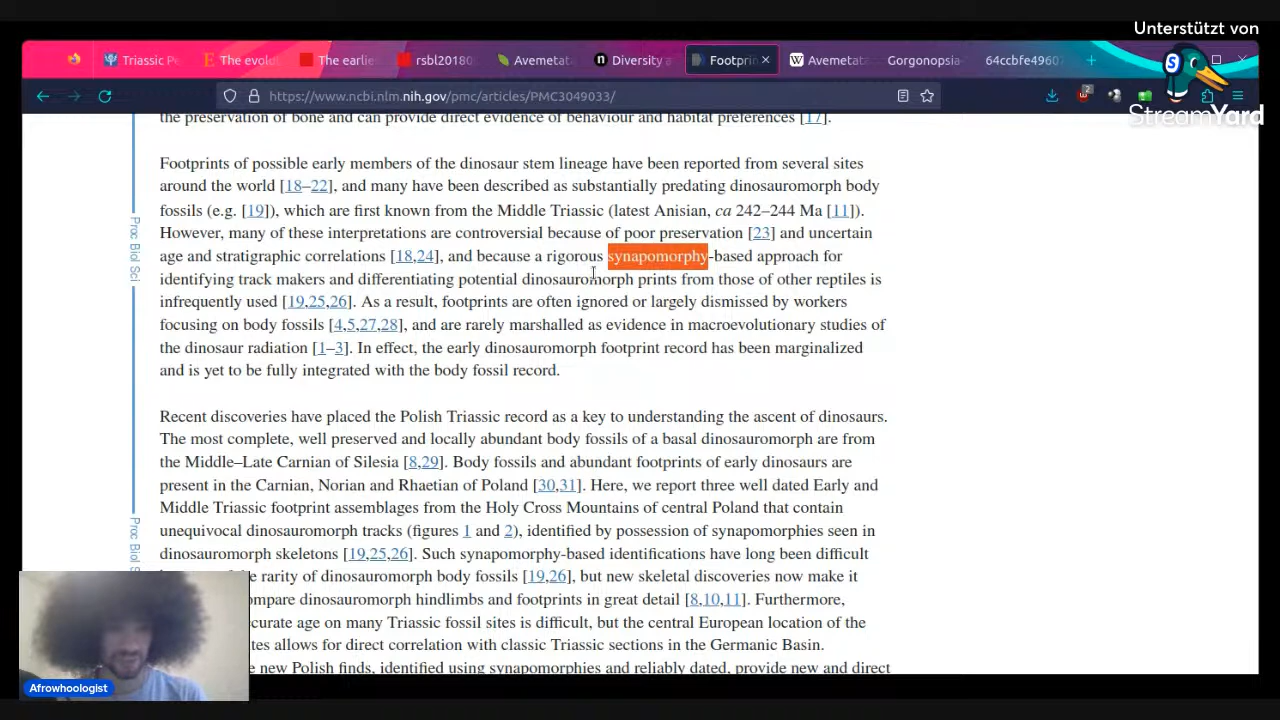 Unterstützt von
Triassic Pe
The evolu
The earlie
rsbl20180
Avemetat
Diversity a
Footprin
Avemetat
Gorgonopsia
64ccbfe4960
https://www.ncbi.nlm.nih.gov/pmc/articles/PMC3049033/
2
S
StreamYard
the preservation of bone and can provide direct evidence of behaviour and habitat preferences [17].
Footprints of possible early members of the dinosaur stem lineage have been reported from several sites
around the world [18–22], and many have been described as substantially predating dinosauromorph body
fossils (e.g. [19]), which are first known from the Middle Triassic (latest Anisian, ca 242–244 Ma [11]).
However, many of these interpretations are controversial because of poor preservation [23] and uncertain
age and stratigraphic correlations [18,24], and because a rigorous synapomorphy-based approach for
identifying track makers and differentiating potential dinosauromorph prints from those of other reptiles is
infrequently used [19,25,26]. As a result, footprints are often ignored or largely dismissed by workers
focusing on body fossils [4,5,27,28], and are rarely marshalled as evidence in macroevolutionary studies of
the dinosaur radiation [1–3]. In effect, the early dinosauromorph footprint record has been marginalized
and is yet to be fully integrated with the body fossil record.
Recent discoveries have placed the Polish Triassic record as a key to understanding the ascent of dinosaurs.
The most complete, well preserved and locally abundant body fossils of a basal dinosauromorph are from
the Middle–Late Carnian of Silesia [8,29]. Body fossils and abundant footprints of early dinosaurs are
present in the Carnian, Norian and Rhaetian of Poland [30,31]. Here, we report three well dated Early and
Middle Triassic footprint assemblages from the Holy Cross Mountains of central Poland that contain
unequivocal dinosauromorph tracks (figures 1 and 2), identified by possession of synapomorphies seen in
dinosauromorph skeletons [19,25,26]. Such synapomorphy-based identifications have long been difficult
the rarity of dinosauromorph body fossils [19,26], but new skeletal discoveries now make it
ompare dinosauromorph hindlimbs and footprints in great detail [8,10,11]. Furthermore,
curate age on many Triassic fossil sites is difficult, but the central European location of the
tes allows for direct correlation with classic Triassic sections in the Germanic Basin.
e new Polish finds, identified using synapomorphies and reliably dated, provide new and direct
Proc Biol Sci
Proc Biol S
Afrowhoologist